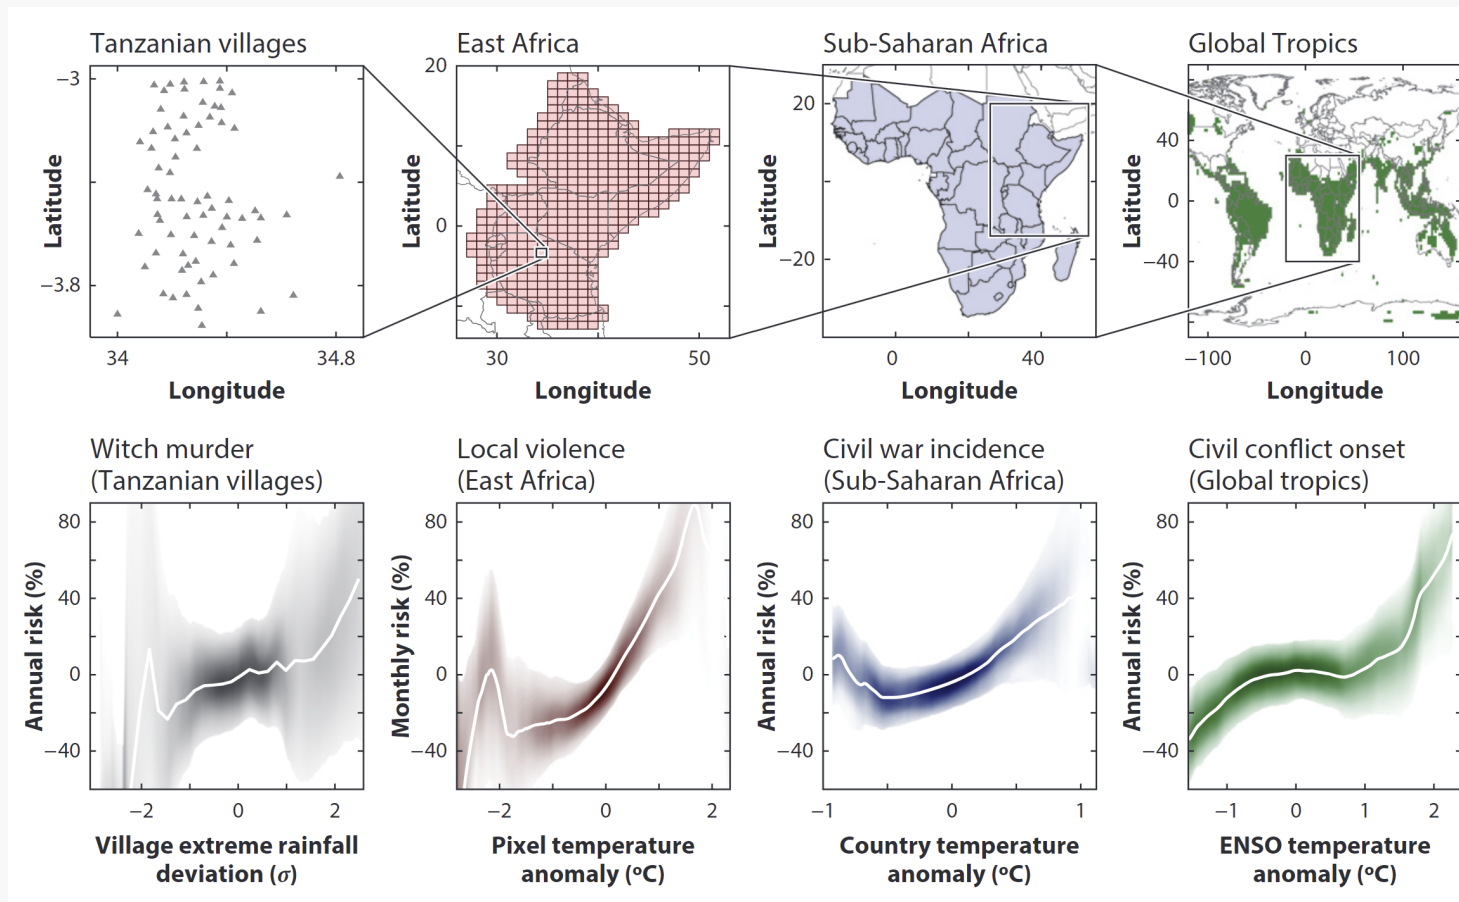 Tanzanian villages
−3
−3.8
Latitude
34
34.8
Longitude
East Africa
20
0
Latitude
30
50
Longitude
Sub-Saharan Africa
20
−20
Latitude
0
40
Longitude
Global Tropics
40
0
−40
Latitude
−100
0
100
Longitude
Witch murder
(Tanzanian villages)
80
40
0
−40
Annual risk (%)
−2
0
2
Village extreme rainfall
deviation (σ)
Local violence
(East Africa)
80
40
0
−40
Monthly risk (%)
−2
0
2
Pixel temperature
anomaly (ºC)
Civil war incidence
(Sub-Saharan Africa)
80
40
0
−40
Annual risk (%)
−1
0
1
Country temperature
anomaly (ºC)
Civil conflict onset
(Global tropics)
80
40
0
−40
Annual risk (%)
−1
0
1
2
ENSO temperature
anomaly (ºC)